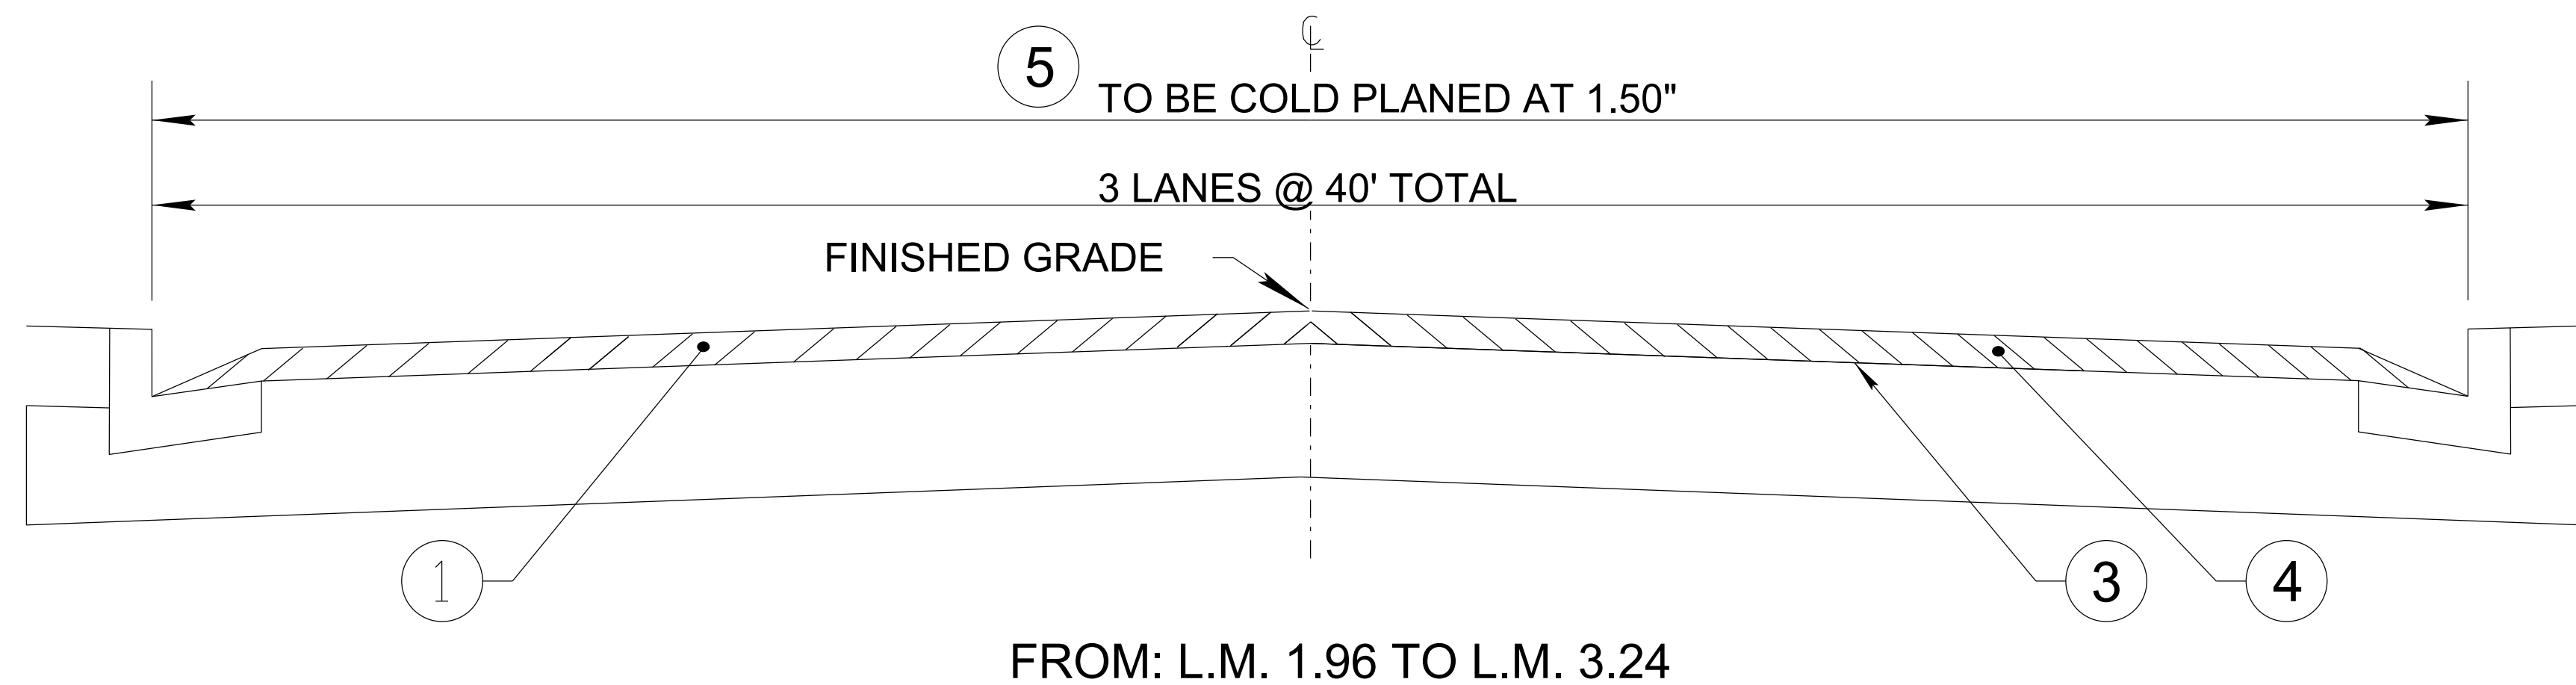 ℄
5
TO BE COLD PLANED AT 1.50"
3 LANES @ 40' TOTAL
FINISHED GRADE
1
3
4
FROM: L.M. 1.96 TO L.M. 3.24